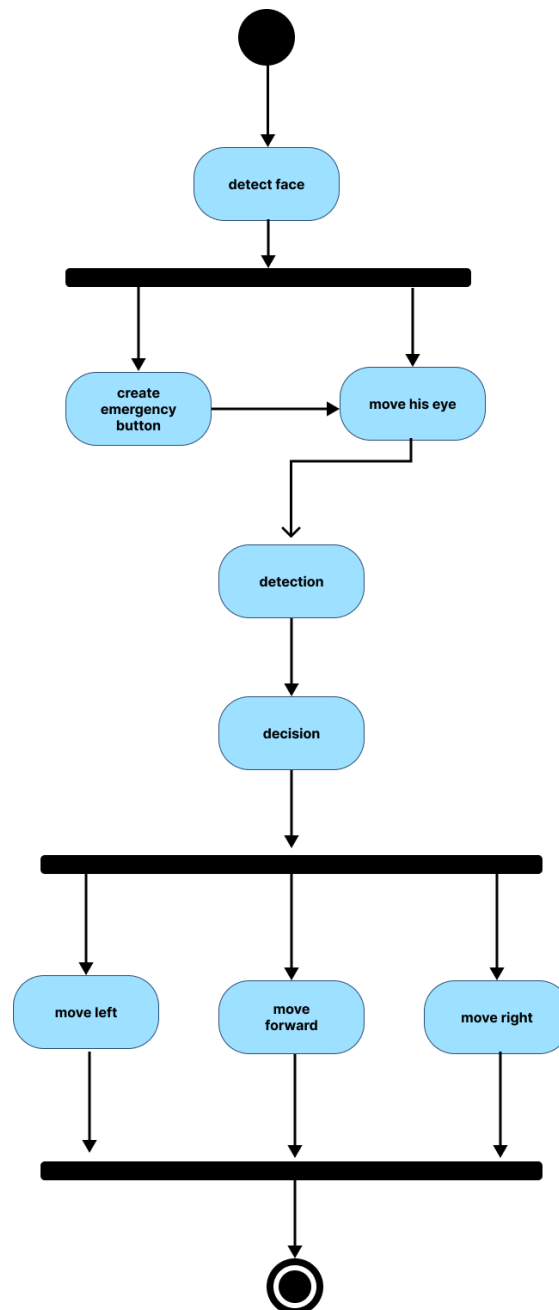 detect face
create
emergency
button
move his eye
detection
decision
move left
move
forward
move right